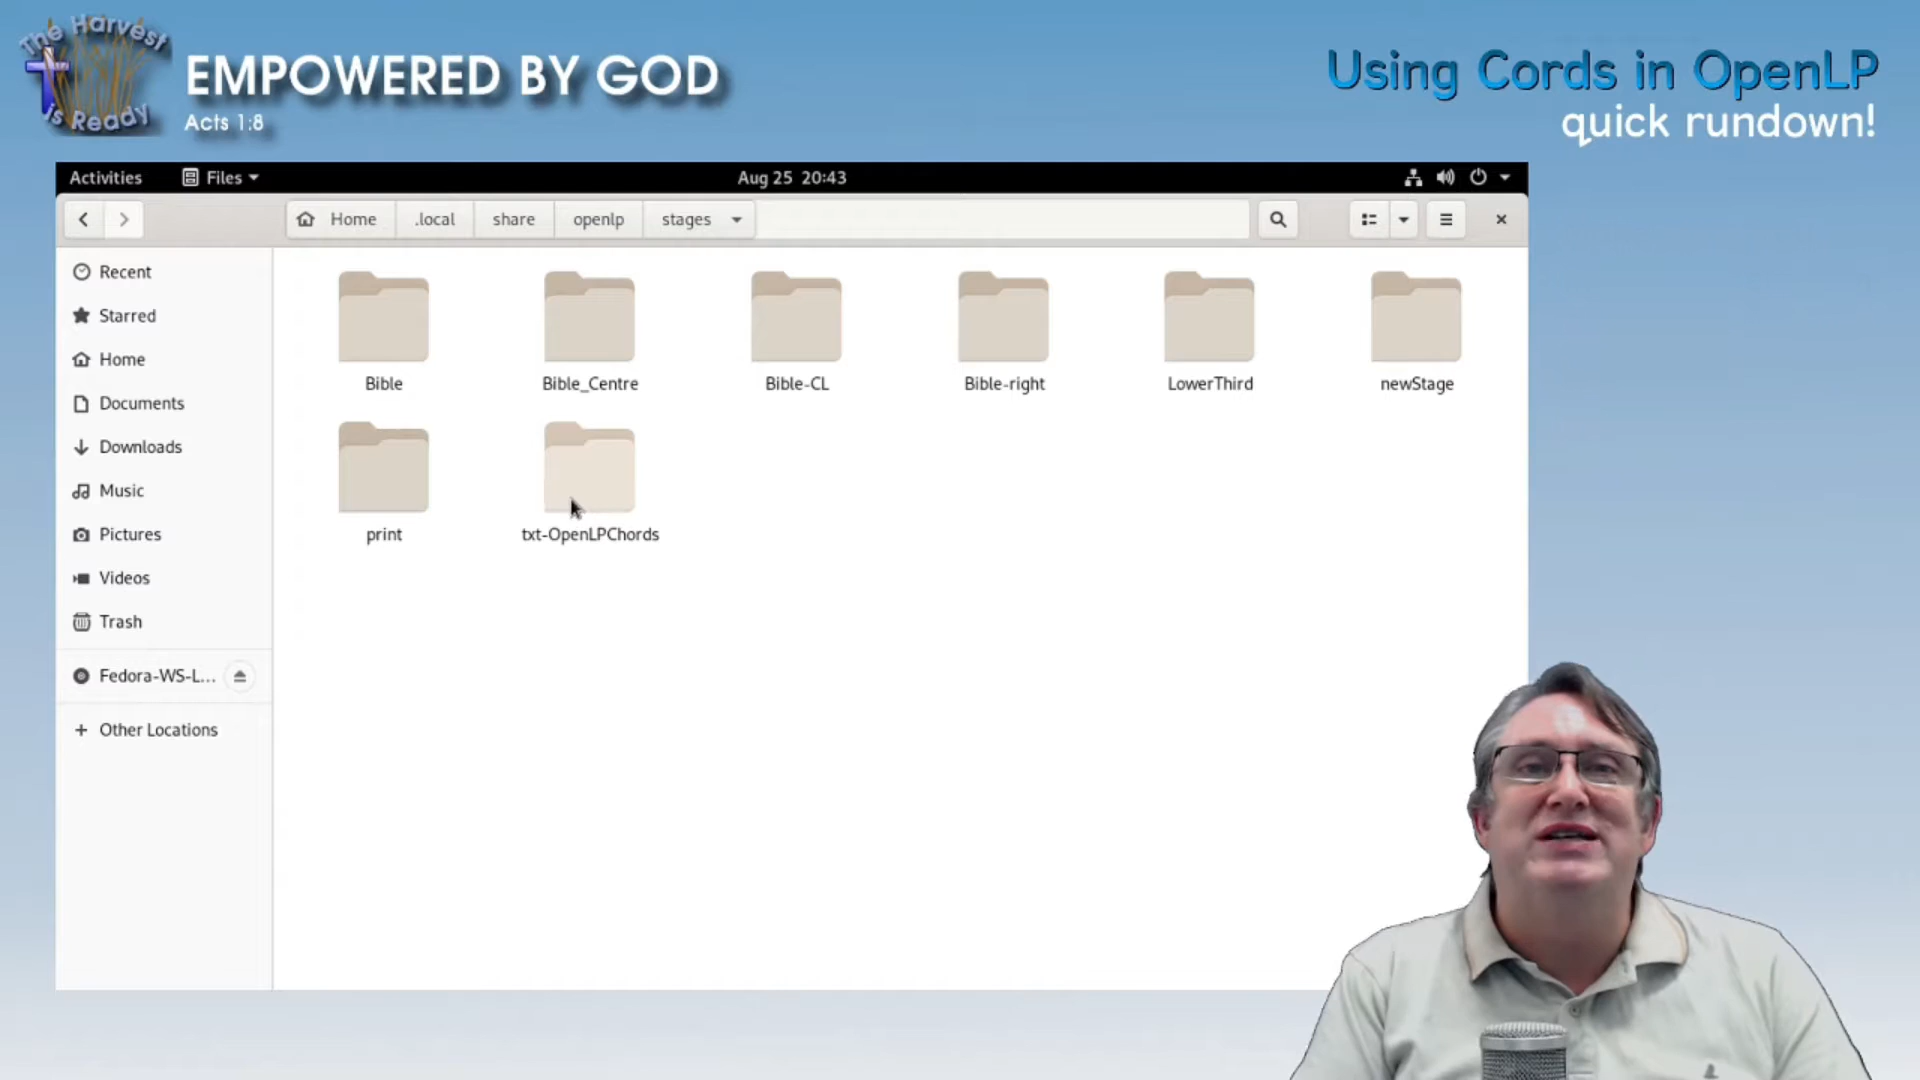 The Harvest
is Ready
EMPOWERED BY GOD
Acts 1:8
Using Cords in OpenLP
quick rundown!
Activities
Files
Aug 25 20:43
Home
.local
share
openlp
stages
Recent
Starred
Home
Documents
Downloads
Music
Pictures
Videos
Trash
Fedora-WS-L...
Other Locations
Bible
Bible_Centre
Bible-CL
Bible-right
LowerThird
newStage
print
txt-OpenLPChords